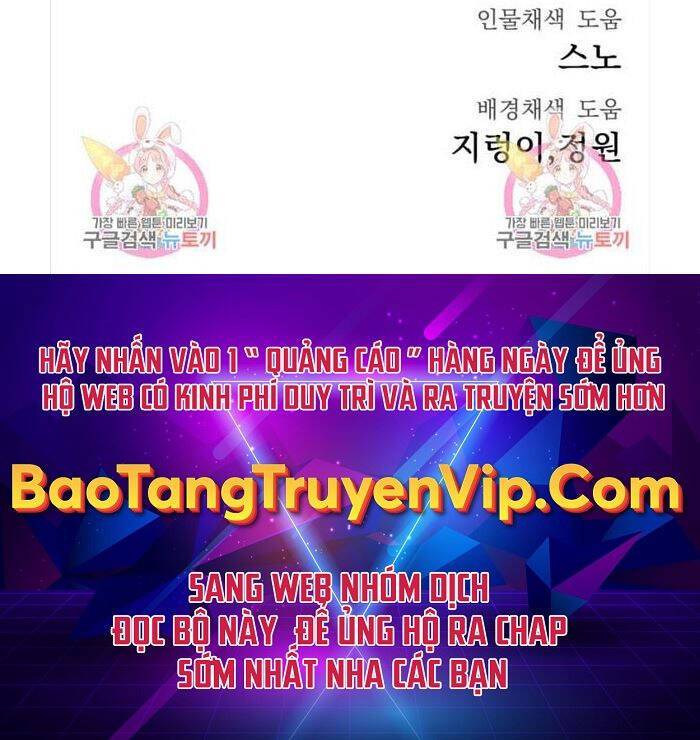 인물채색 도움
스노
배경채색 도움
지렁이, 정원
가장 빠른 웹툰 미리보기
구글검색 뉴토끼
가장 빠른 웹툰 미리보기
구글검색 뉴토끼
HÃY NHẤN VÀO 1 “ QUẢNG CÁO ” HÀNG NGÀY ĐỂ ỦNG
HỘ WEB CÓ KINH PHÍ DUY TRÌ VÀ RA TRUYỆN SỚM HƠN
BaoTangTruyenVip.Com
SANG WEB NHÓM DỊCH
ĐỌC BỘ NÀY ĐỂ ỦNG HỘ RA CHAP
SỚM NHẤT NHA CÁC BẠN